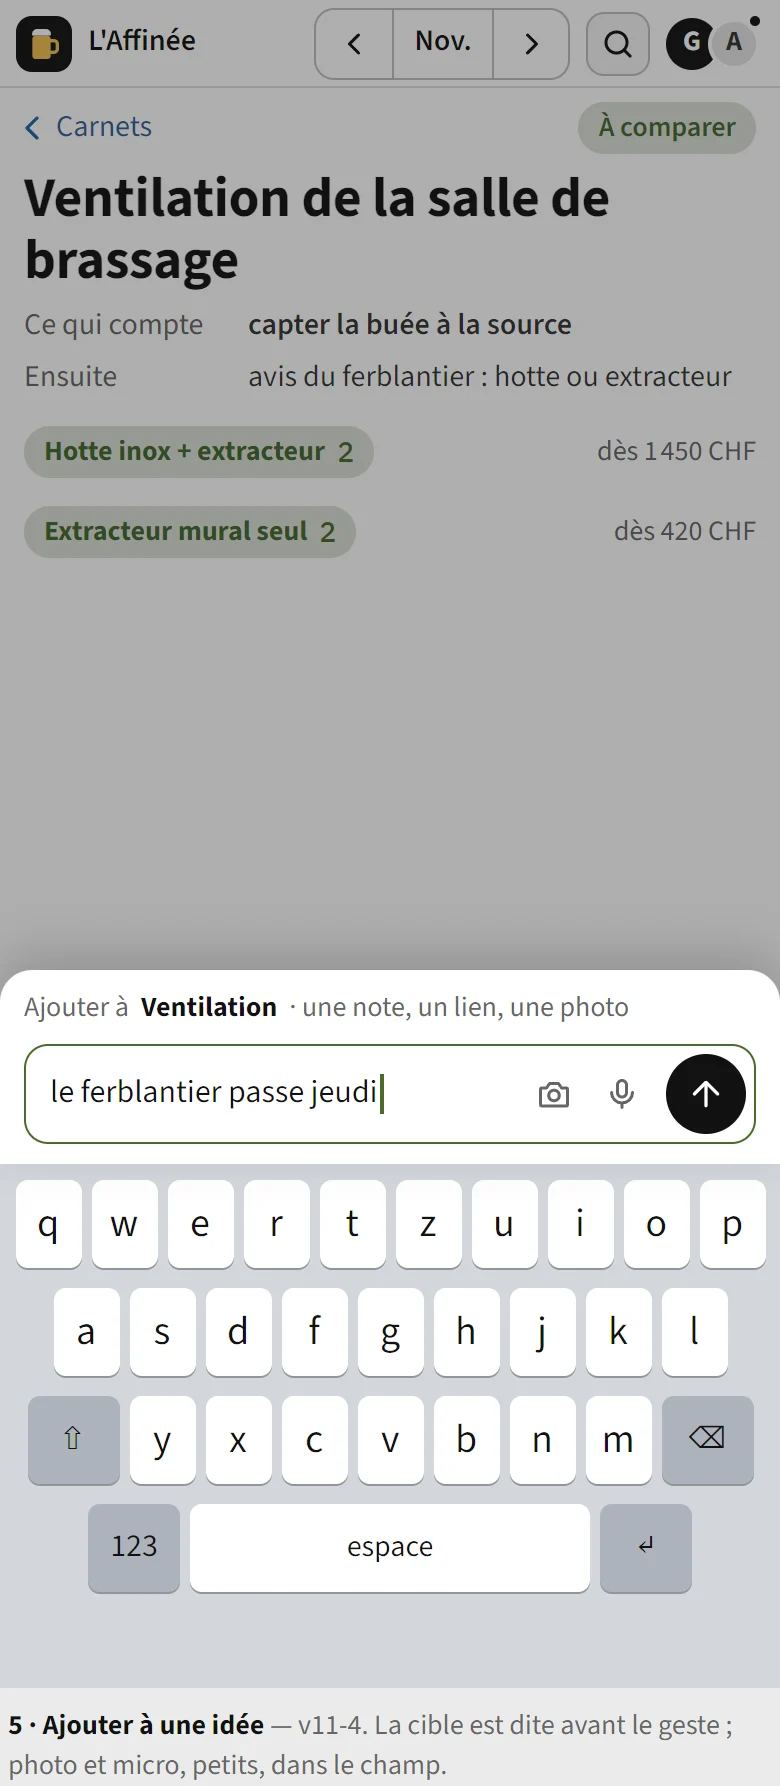 L'Affinée
Nov.
G
A
Carnets
À comparer
Ventilation de la salle de
brassage
Ce qui compte capter la buée à la source
Ensuite avis du ferblantier : hotte ou extracteur
Hotte inox + extracteur 2 dès 1 450 CHF
Extracteur mural seul 2 dès 420 CHF
Ajouter à Ventilation · une note, un lien, une photo
le ferblantier passe jeudi
q w e r t z u i o p
a s d f g h j k l
⇧ y x c v b n m ⌫
123 espace ↵
5 · Ajouter à une idée — v11-4. La cible est dite avant le geste ;
photo et micro, petits, dans le champ.